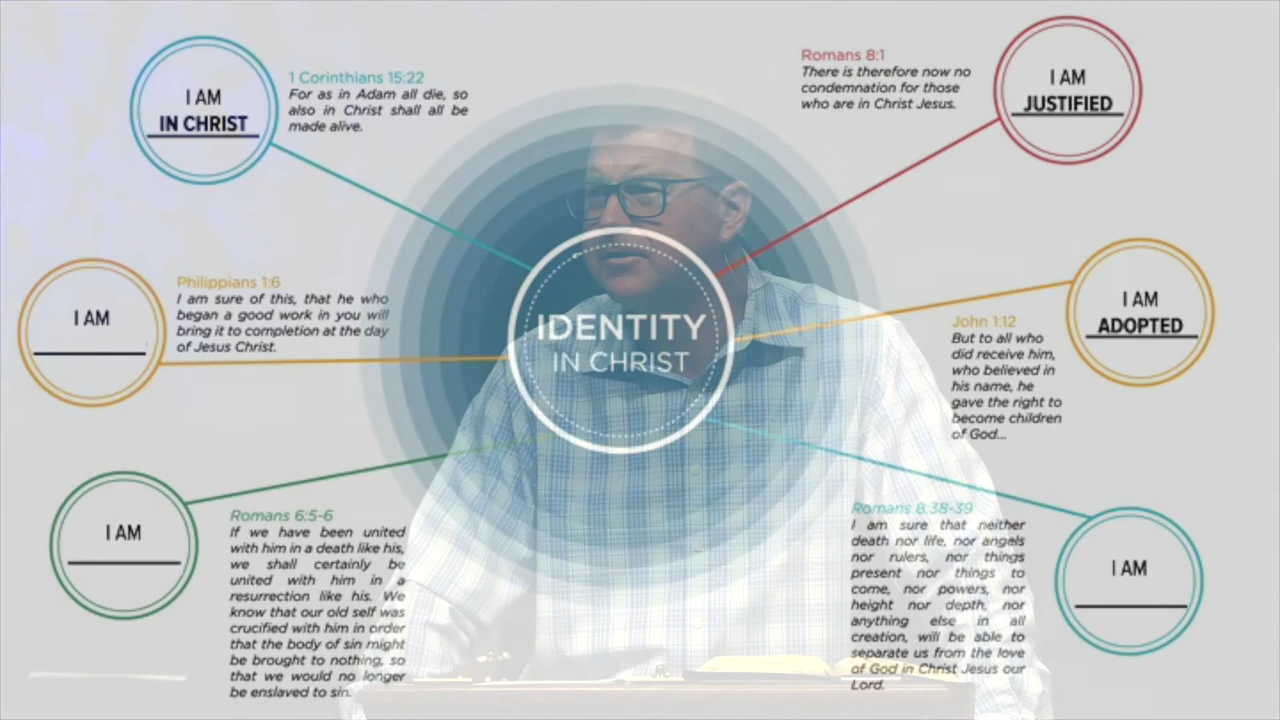 I AM
IN CHRIST
1 Corinthians 15:22
For as in Adam all die, so
also in Christ shall all be
made alive.
Romans 8:1
There is therefore now no
condemnation for those
who are in Christ Jesus.
I AM
JUSTIFIED
I AM
Philippians 1:6
I am sure of this, that he who
began a good work in you will
bring it to completion at the day
of Jesus Christ.
IDENTITY
IN CHRIST
John 1:12
But to all who
did receive him,
who believed in
his name, he
gave the right to
become children
of God...
I AM
ADOPTED
I AM
Romans 6:5-6
If we have been united
with him in a death like his,
we shall certainly be
united with him in a
resurrection like his. We
know that our old self was
crucified with him in order
that the body of sin might
be brought to nothing, so
that we would no longer
be enslaved to sin.
Romans 8:38-39
I am sure that neither
death nor life, nor angels
nor rulers, nor things
present nor things to
come, nor powers, nor
height nor depth, nor
anything else in all
creation, will be able to
separate us from the love
of God in Christ Jesus our
Lord.
I AM